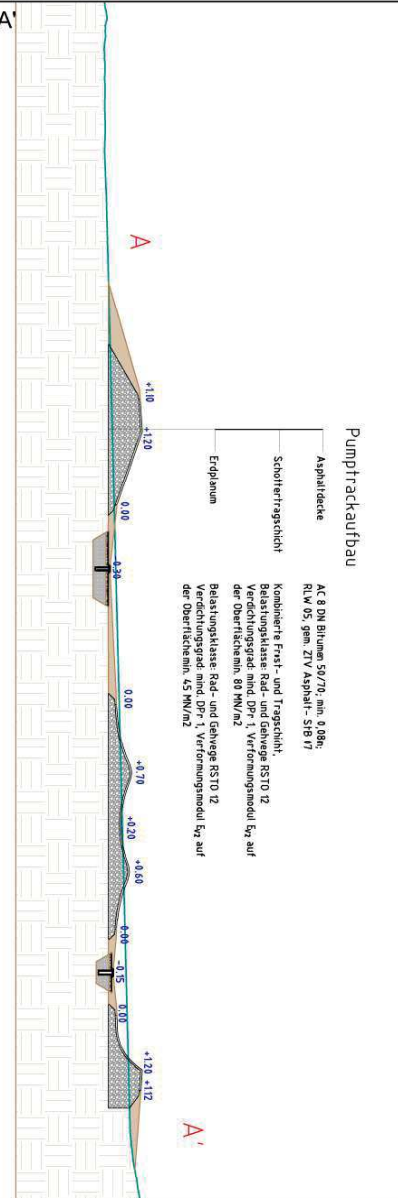 A'
A
Pumptrackaufbau
Asphaltdecke
AC 8 DN Bitumen 50/70; min. 0,08m;
RLW 05, gem. ZTV Asphalt- StB 07
Schottertragschicht
Kombinierte Frost- und Tragschicht,
Belastungsklasse: Rad- und Gehwege RSTO 12
Verdichtungsgrad: mind. DPr 1, Verformungsmodul Ev2 auf
der Oberfläche min. 80 MN/m2
Erdplanum
Belastungsklasse: Rad- und Gehwege RSTO 12
Verdichtungsgrad: mind. DPr 1, Verformungsmodul Ev2 auf
der Oberfläche min. 45 MN/m2
+1.10
+1.20
0.00
-0.30
0.00
+0.70
+0.20
+0.60
0.00
-0.15
0.00
+1.20
+1.12
A'